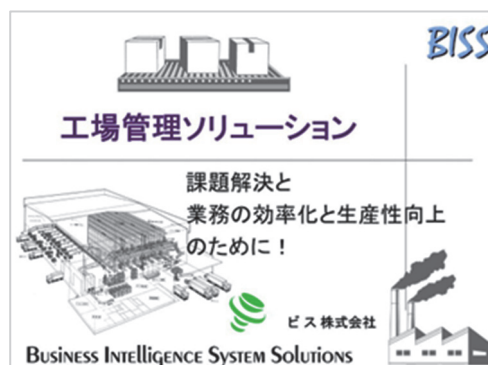 BISS
工場管理ソリューション
課題解決と
業務の効率化と生産性向上
のために！
ビス株式会社
BUSINESS INTELLIGENCE SYSTEM SOLUTIONS